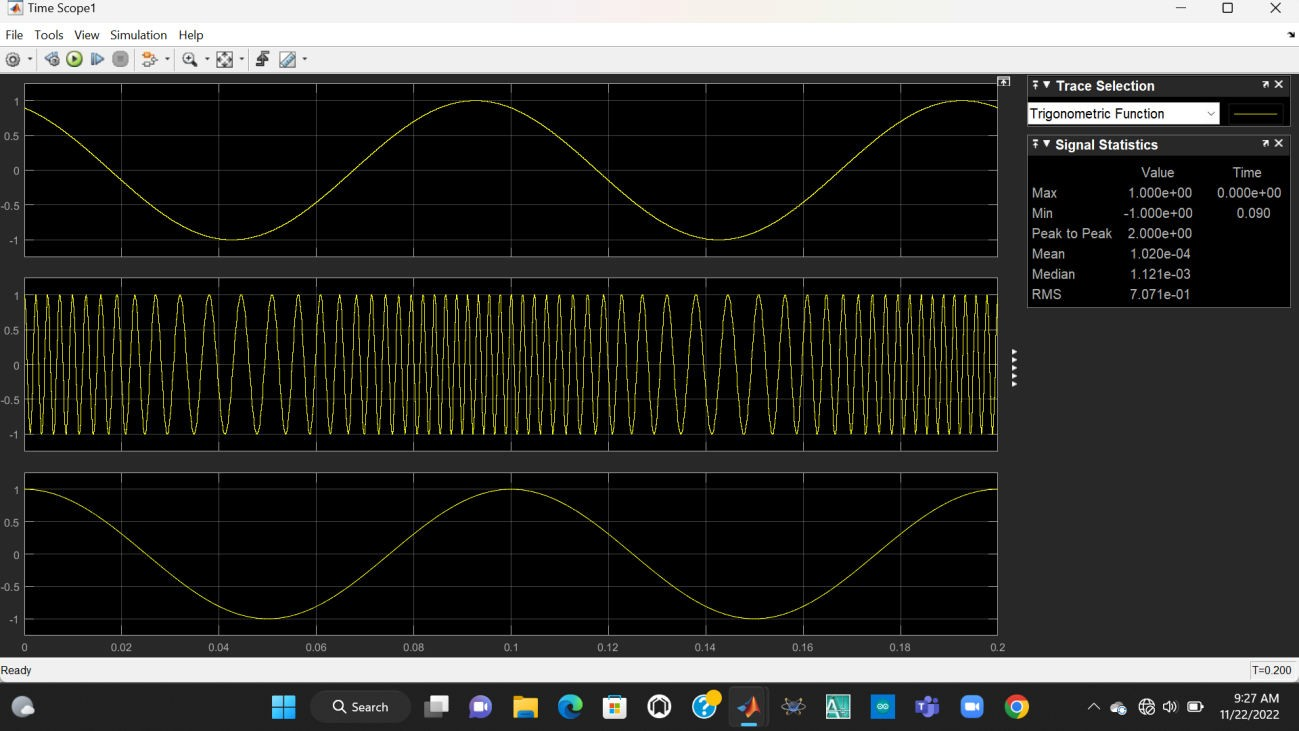 Time Scope1
File Tools View Simulation Help
1
0.5
0
-0.5
-1
1
0.5
0
-0.5
-1
1
0.5
0
-0.5
-1
0 0.02 0.04 0.06 0.08 0.1 0.12 0.14 0.16 0.18 0.2
Trace Selection
Trigonometric Function
Signal Statistics
Value Time
Max 1.000e+00 0.000e+00
Min -1.000e+00 0.090
Peak to Peak 2.000e+00
Mean 1.020e-04
Median 1.121e-03
RMS 7.071e-01
Ready T=0.200
Search
9:27 AM
11/22/2022